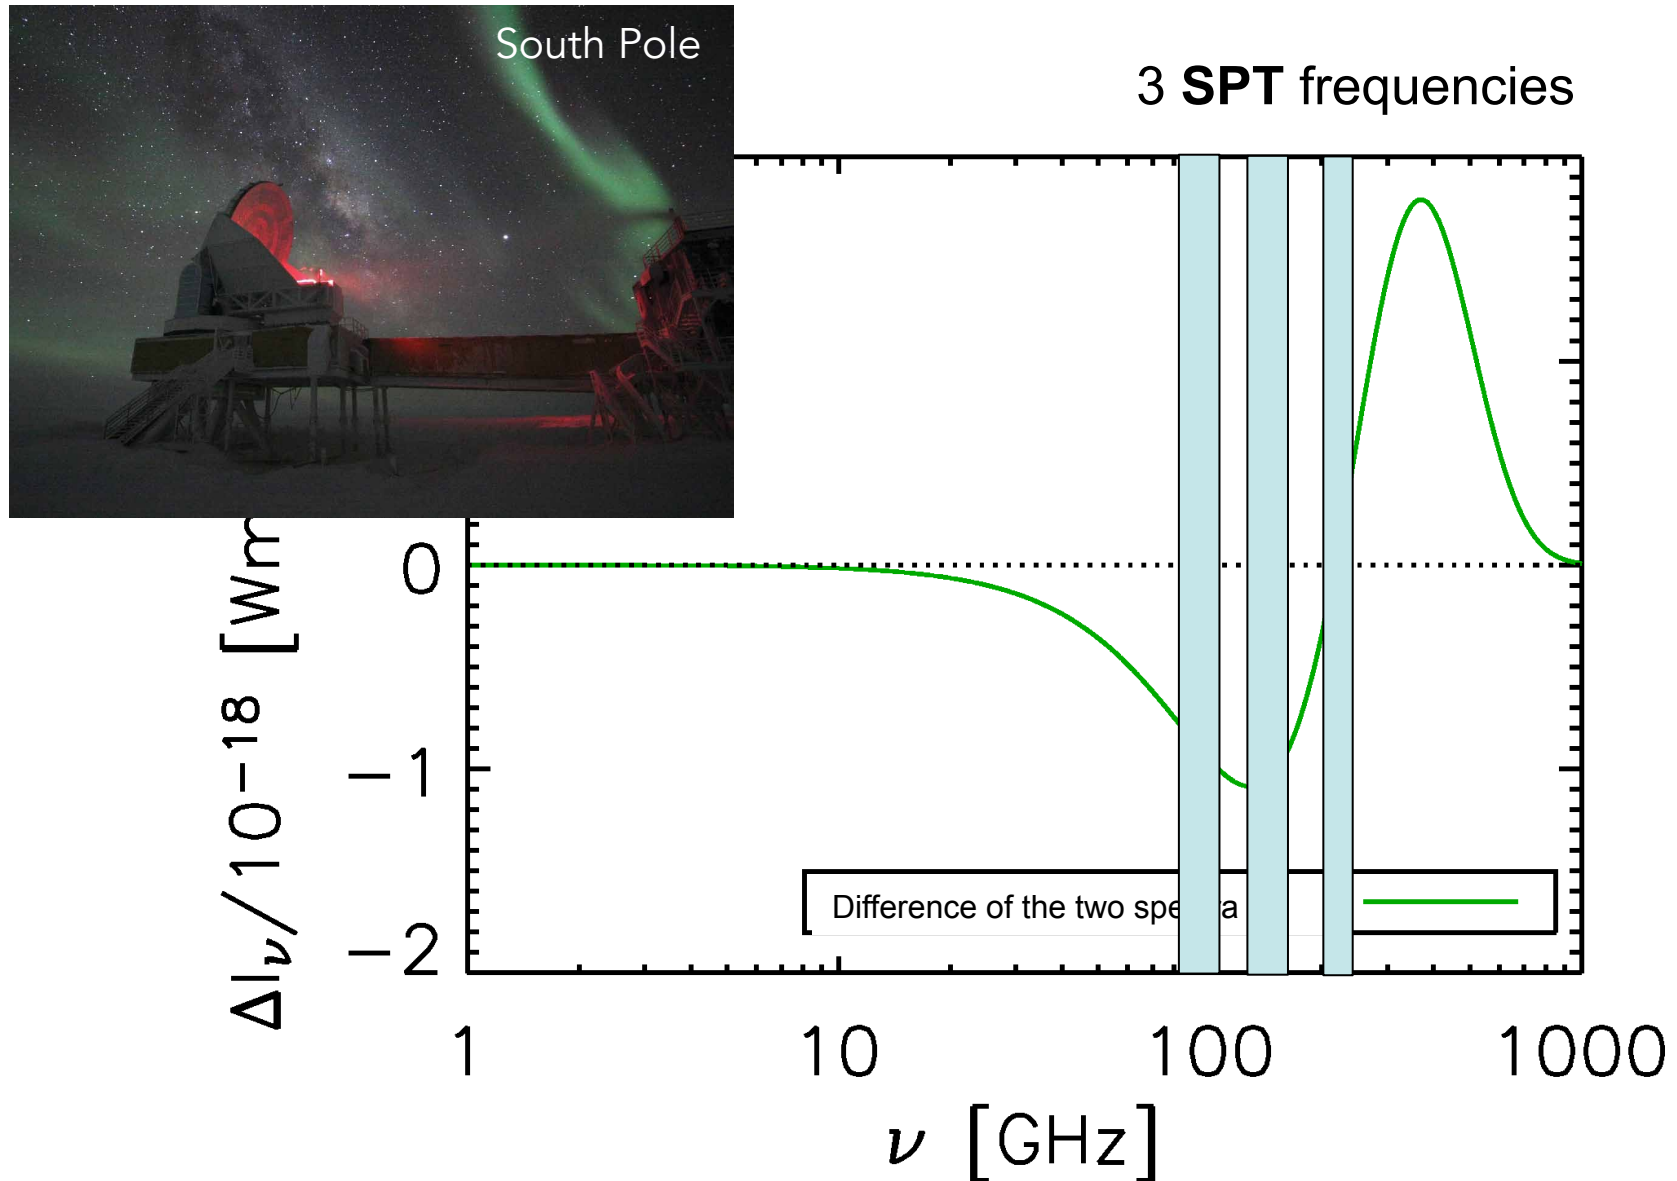 South Pole
3 SPT frequencies
ΔIν/10−18 [Wm
0
−1
−2
Difference of the two spe a
1
10
100
1000
ν [GHz]